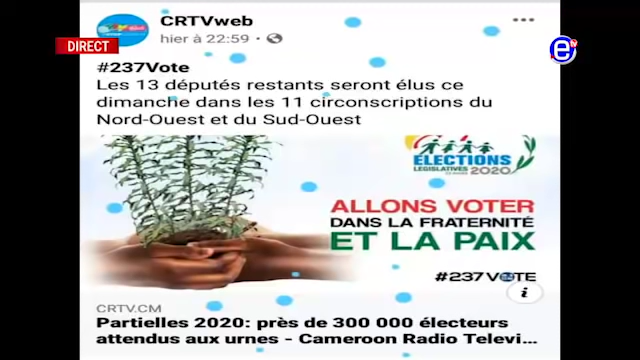 CRTVweb
hier à 22:59
DIRECT
#237Vote
Les 13 députés restants seront élus ce
dimanche dans les 11 circonscriptions du
Nord-Ouest et du Sud-Ouest
ÉLECTIONS
LÉGISLATIVES 2020
ALLONS VOTER
DANS LA FRATERNITÉ
ET LA PAIX
#237VOTE
CRTV.CM
Partielles 2020: près de 300 000 électeurs
attendus aux urnes - Cameroon Radio Televi...